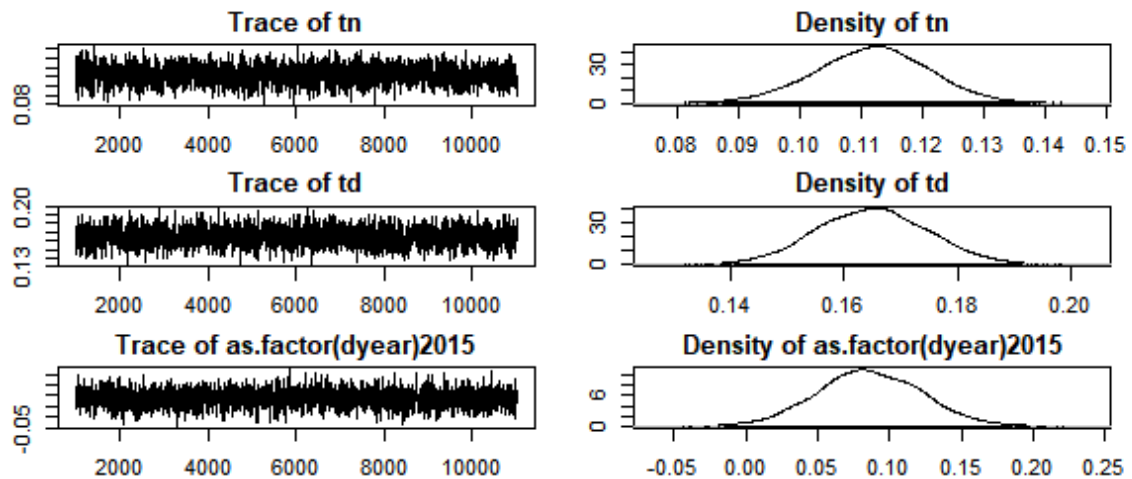 Trace of tn
0.08
2000 4000 6000 8000 10000
Density of tn
0 30
0.08 0.09 0.10 0.11 0.12 0.13 0.14 0.15
Trace of td
0.13 0.20
2000 4000 6000 8000 10000
Density of td
0 30
0.14 0.16 0.18 0.20
Trace of as.factor(dyear)2015
-0.05
2000 4000 6000 8000 10000
Density of as.factor(dyear)2015
0 6
-0.05 0.00 0.05 0.10 0.15 0.20 0.25